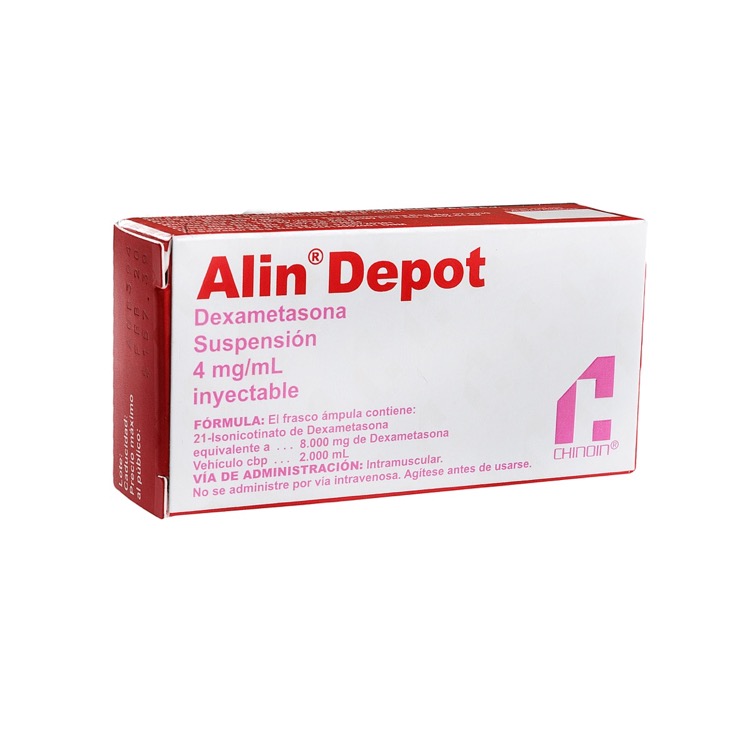 Alin® Depot
Dexametasona
Suspensión
4 mg/mL
inyectable
FÓRMULA: El frasco ámpula contiene:
21-Isonicotinato de Dexametasona
equivalente a ... 8.000 mg de Dexametasona
Vehículo cbp ... 2.000 mL
VÍA DE ADMINISTRACIÓN: Intramuscular.
No se administre por vía intravenosa. Agítese antes de usarse.
CHINOIN®
Lote:
Caducidad:
Precio máximo
al público: